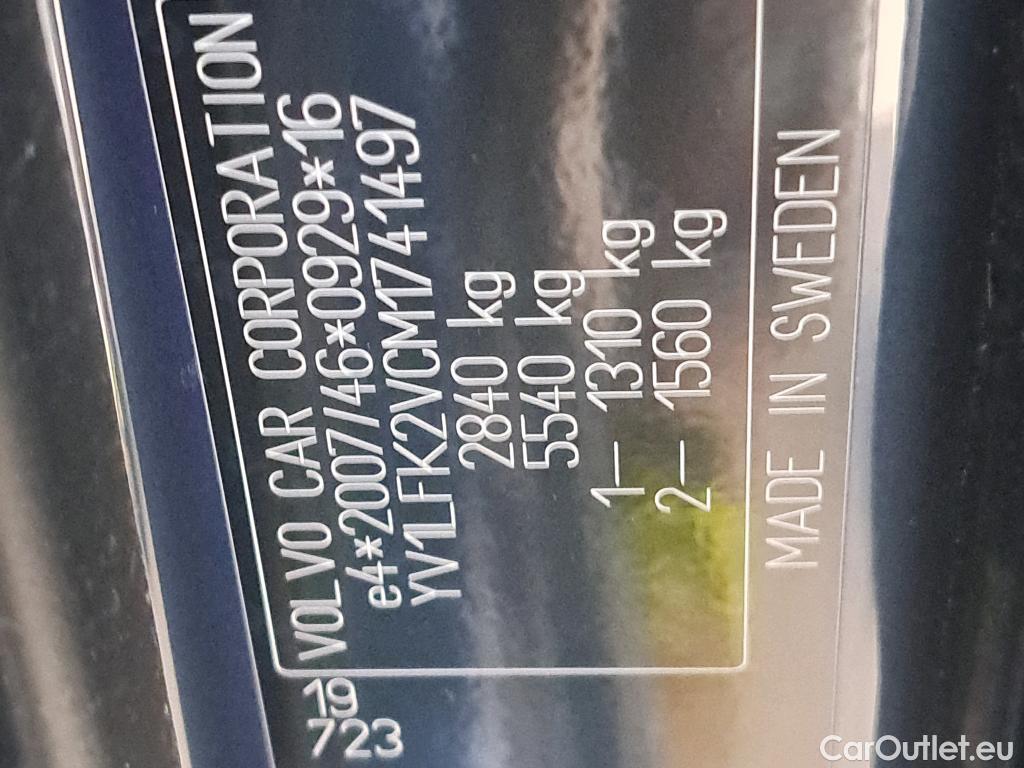 VOLVO CAR CORPORATION
e4*2007/46*0929*16
YV1LFK2VCM1741497
2840 kg
5540 kg
1– 1310 kg
2– 1560 kg
MADE IN SWEDEN
19
723
CarOutlet.eu